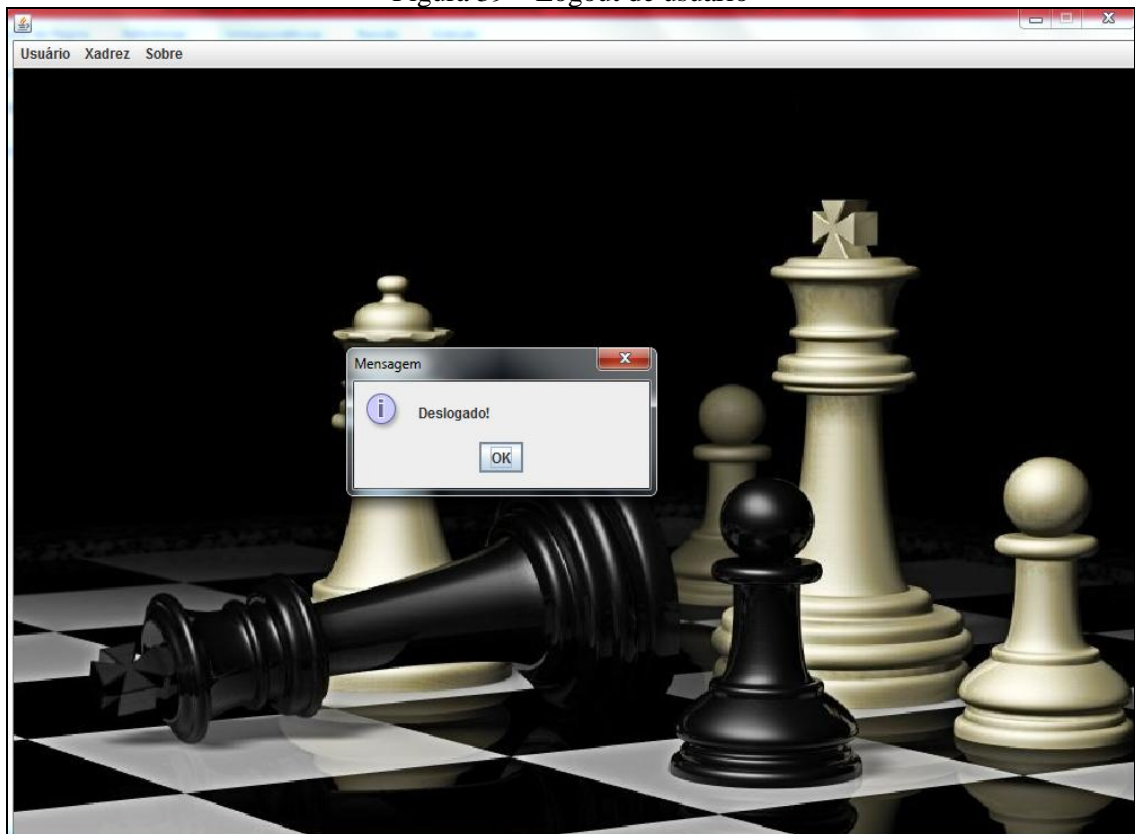 Figura 39 – Logout de usuário
Usuário Xadrez Sobre
Mensagem
Deslogado!
OK